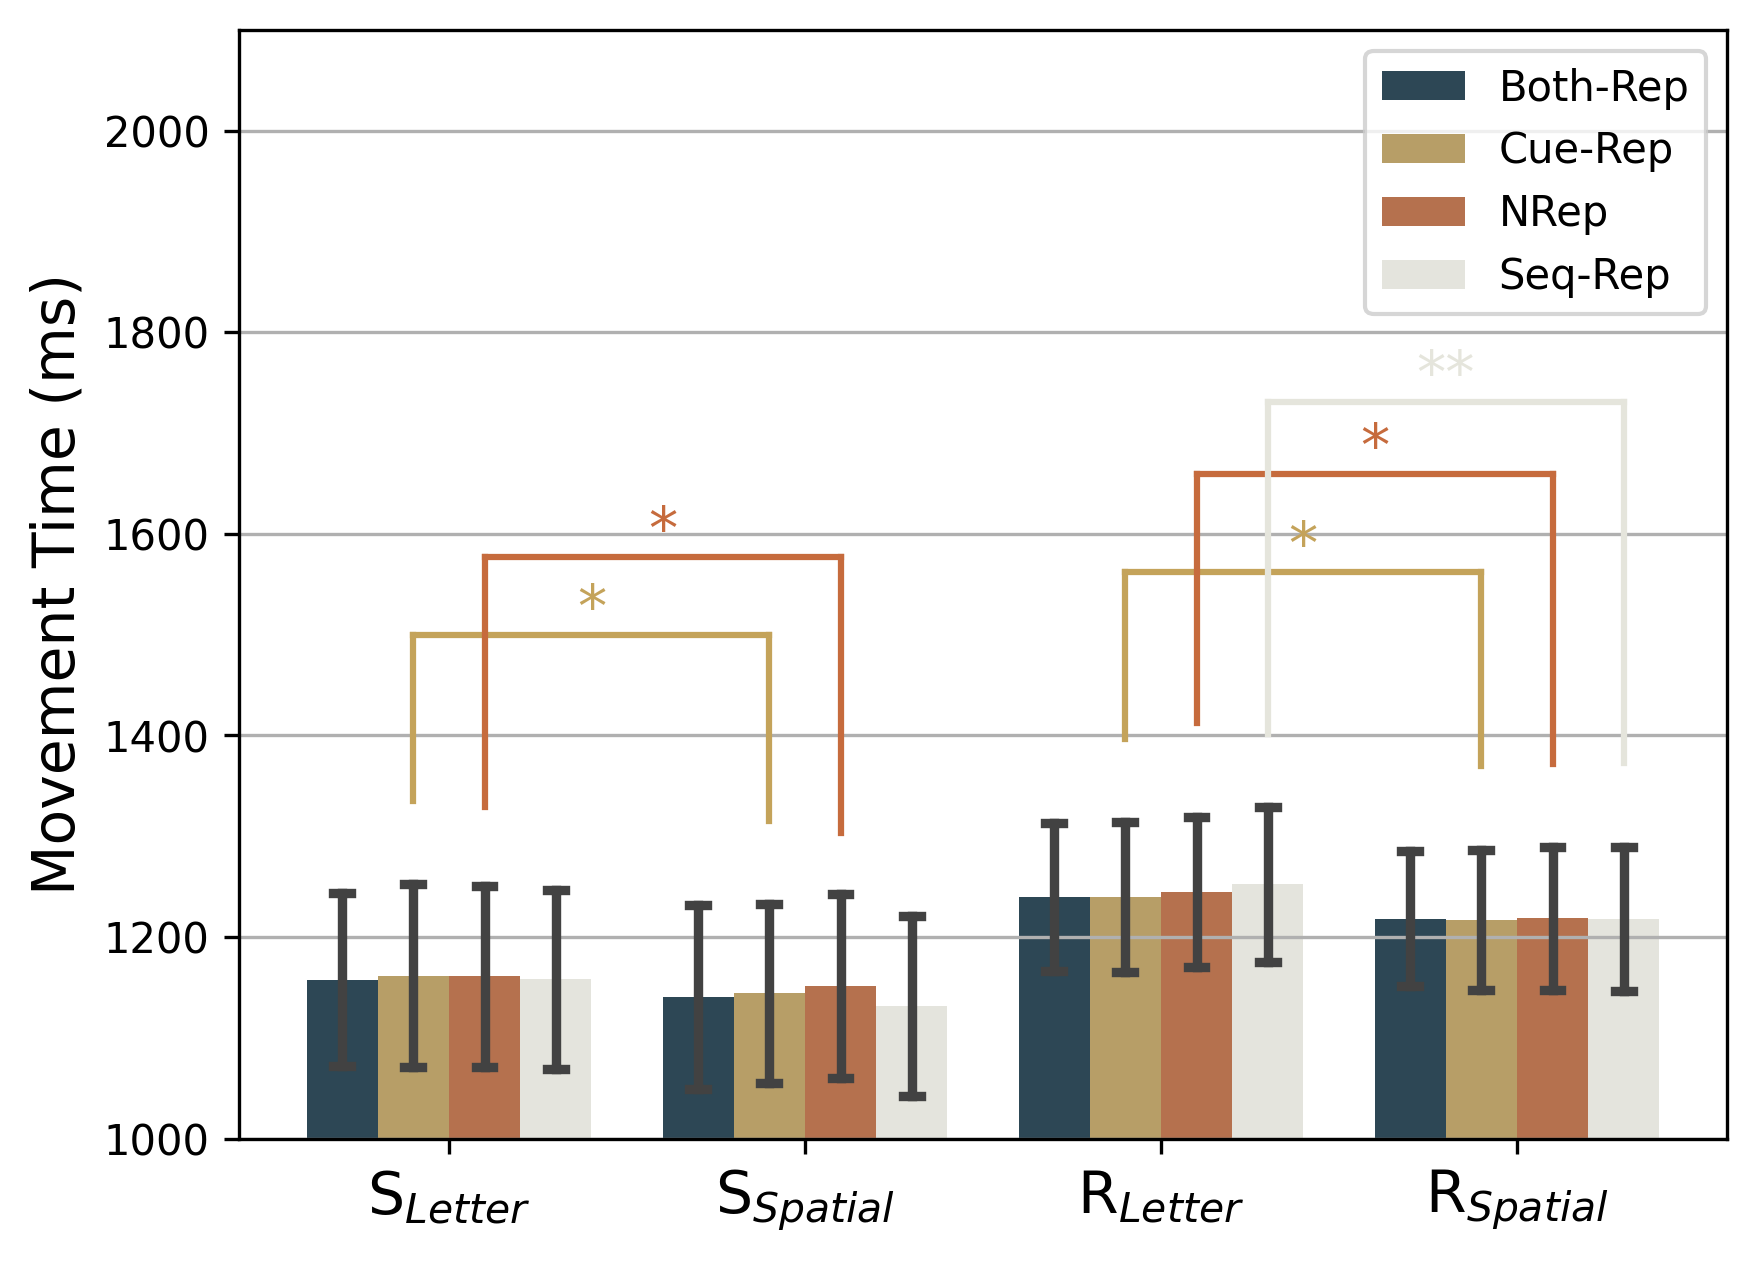 Movement Time (ms)
2000
1800
1600
1400
1200
1000
Both-Rep
Cue-Rep
NRep
Seq-Rep
**
*
*
*
*
S_Letter S_Spatial R_Letter R_Spatial